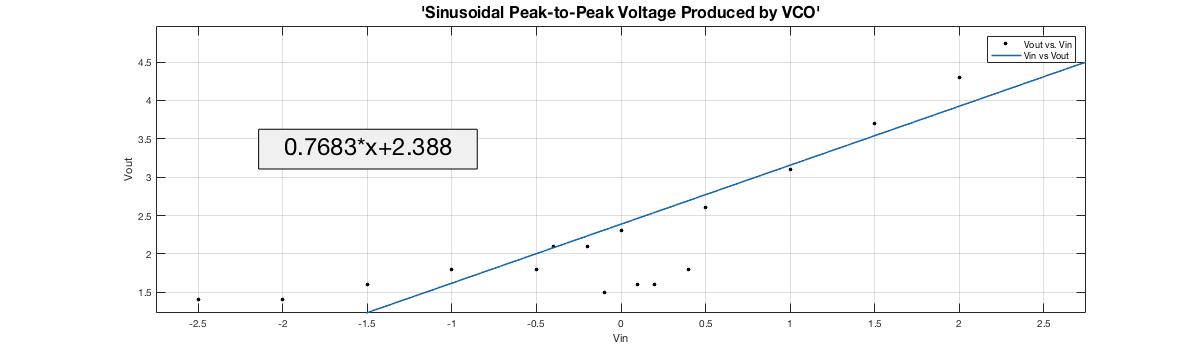 'Sinusoidal Peak-to-Peak Voltage Produced by VCO'
Vout vs. Vin
Vin vs Vout
0.7683*x+2.388
Vout
4.5
4
3.5
3
2.5
2
1.5
-2.5 -2 -1.5 -1 -0.5 0 0.5 1 1.5 2 2.5
Vin